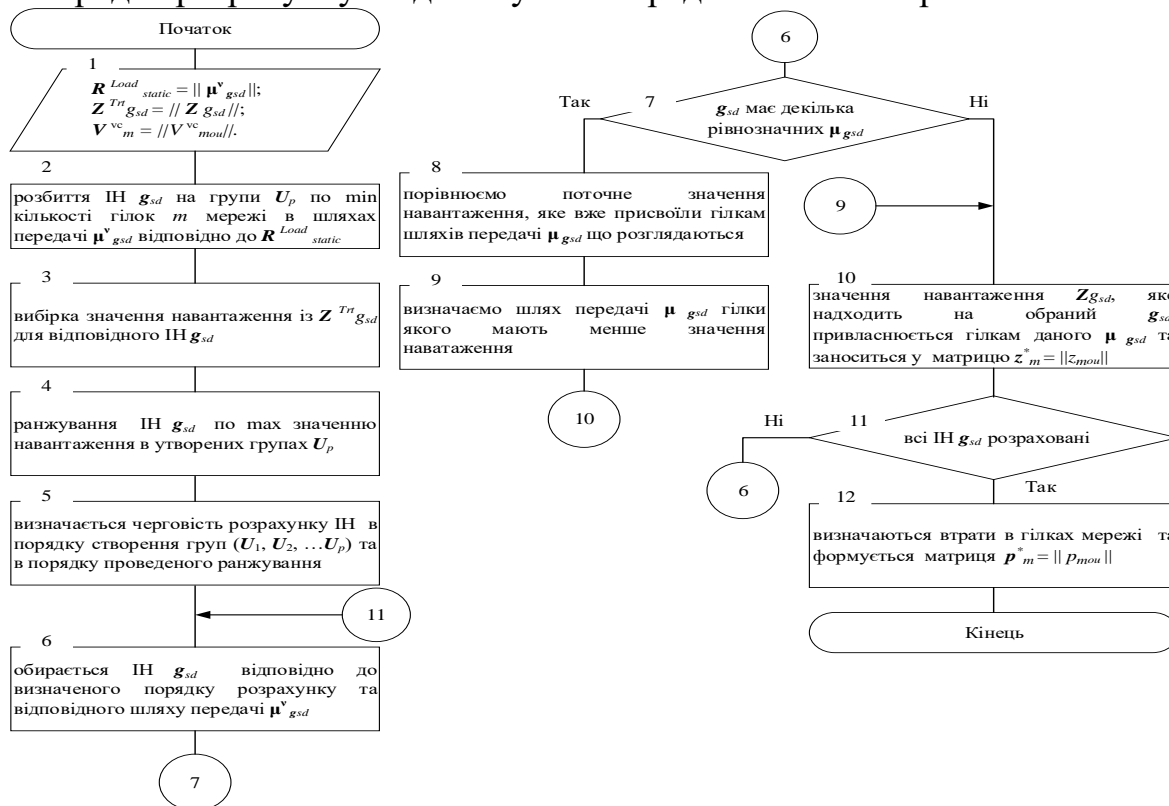 Початок
1
R Load static = || μᵛ gsd ||;
Z Trt gsd = || Z gsd ||;
V vc m = ||V vc mou||.
2
розбиття ІН gsd на групи Up по min
кількості гілок m мережі в шляхах
передачі μᵛ gsd відповідно до R Load static
3
вибірка значення навантаження із Z Trt gsd
для відповідного ІН gsd
4
ранжування ІН gsd по max значенню
навантаження в утворених групах Up
5
визначається черговість розрахунку ІН в
порядку створення груп (U1, U2, …Up) та
в порядку проведеного ранжування
11
6
обирається ІН gsd відповідно до
визначеного порядку розрахунку та
відповідного шляху передачі μᵛ gsd
7
6
Так
7
gsd має декілька
рівнозначних μ gsd
Ні
8
порівнюємо поточне значення
навантаження, яке вже присвоїли гілкам
шляхів передачі μ gsd що розглядаються
9
визначаємо шлях передачі μ gsd гілки
якого мають менше значення
наватаження
10
9
10
значення навантаження Zgsd, яке
надходить на обраний gsd
привласнюється гілкам даного μ gsd та
заноситься у матрицю z*m = ||zmou||
Ні
11
всі ІН gsd розраховані
6
Так
12
визначаються втрати в гілках мережі та
формується матриця p*m = || pmou ||
Кінець